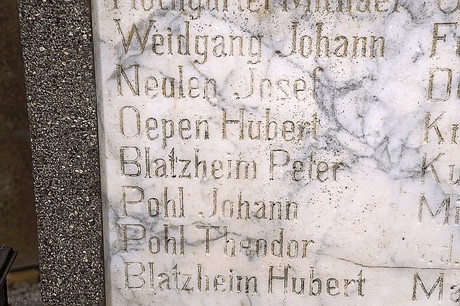 Weidgang Johann
Neulen Josef
Oepen Hubert
Blatzheim Peter
Pohl Johann
Pohl Theodor
Blatzheim Hubert